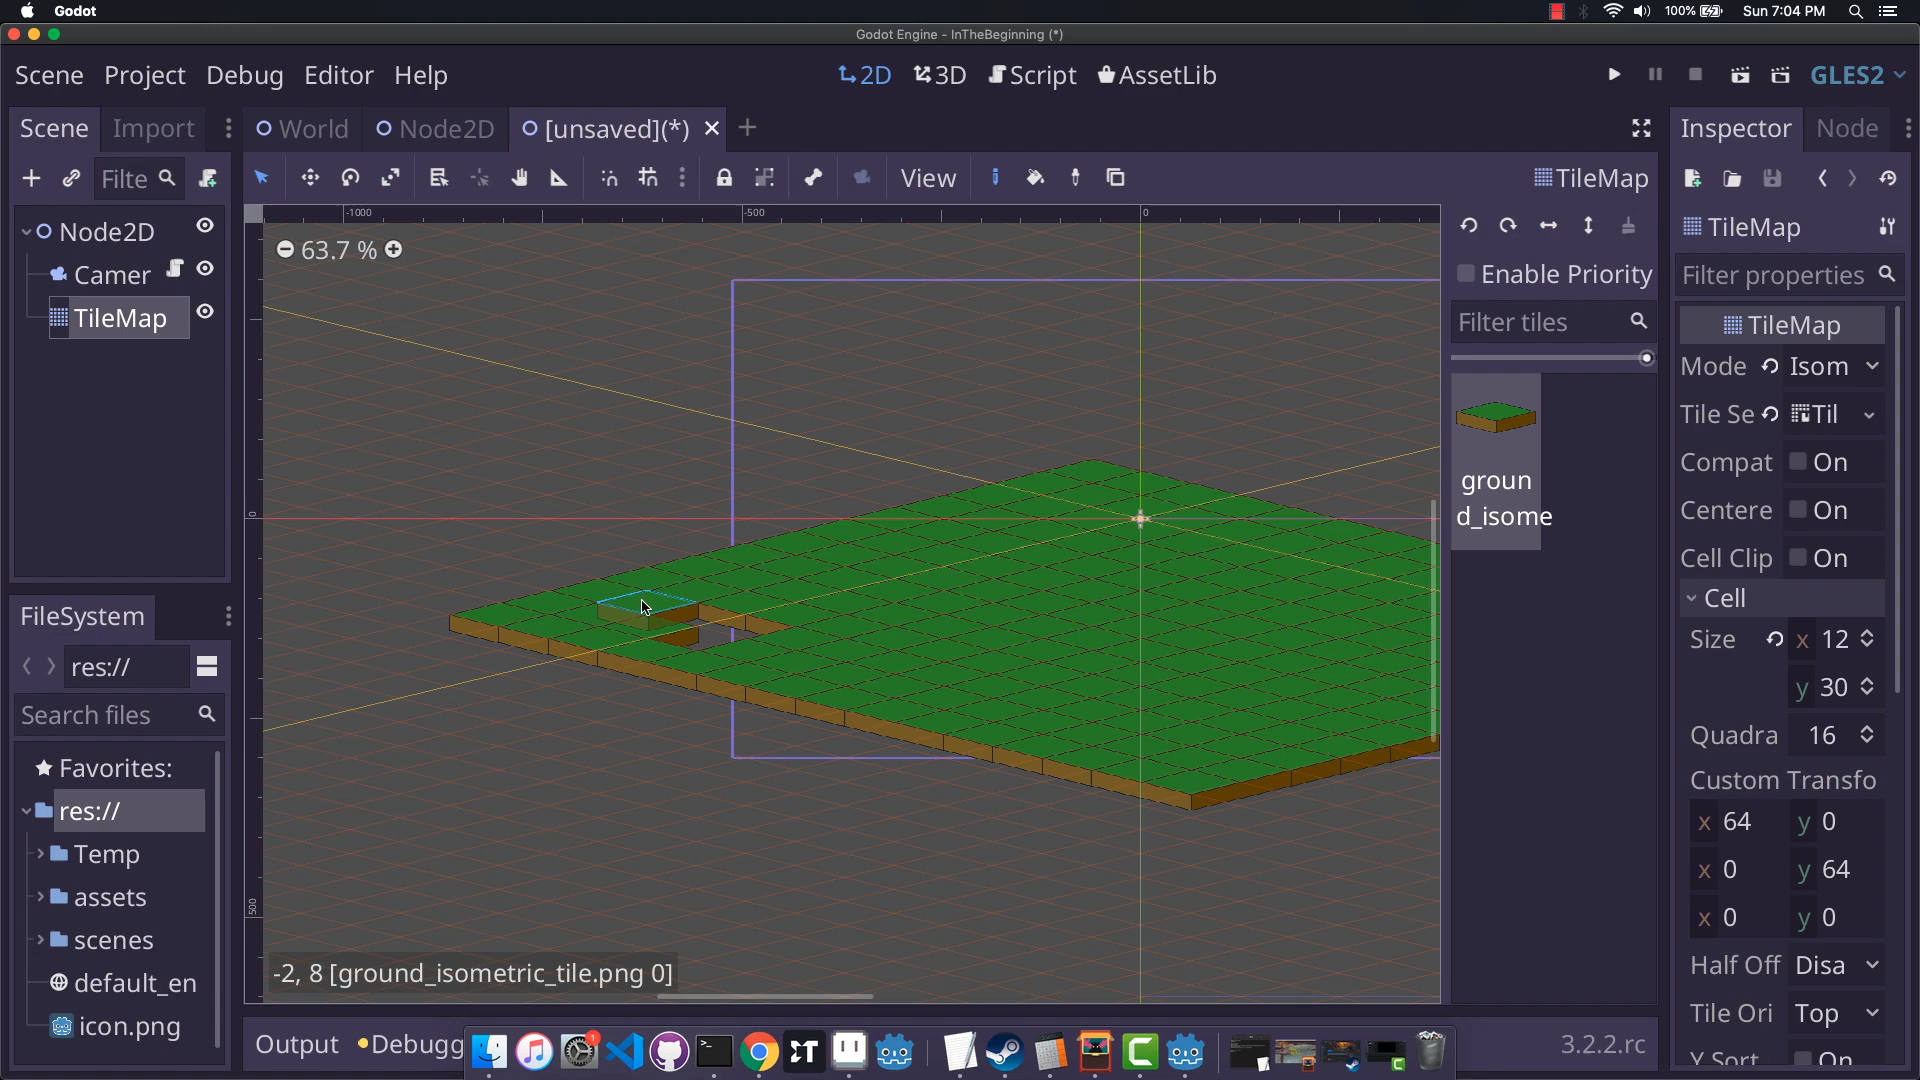 Godot
100%
Sun 7:04 PM
Godot Engine - InTheBeginning (*)
Scene Project Debug Editor Help
2D 3D Script AssetLib
GLES2
Scene Import
World Node2D [unsaved](*)
Inspector Node
Filte
View
TileMap
Node2D
Camer
TileMap
-1000 -500 0
0
500
63.7 %
Enable Priority
Filter tiles
groun
d_isome
TileMap
Filter properties
TileMap
Mode Isom
Tile Se Til
Compat On
Centere On
Cell Clip On
Cell
Size x 12
y 30
Quadra 16
Custom Transfo
x 64 y 0
x 0 y 64
x 0 y 0
Half Off Disa
Tile Ori Top
Y Sort On
FileSystem
res://
Search files
Favorites:
res://
Temp
assets
scenes
default_en
icon.png
-2, 8 [ground_isometric_tile.png 0]
Output Debugg
1
3.2.2.rc